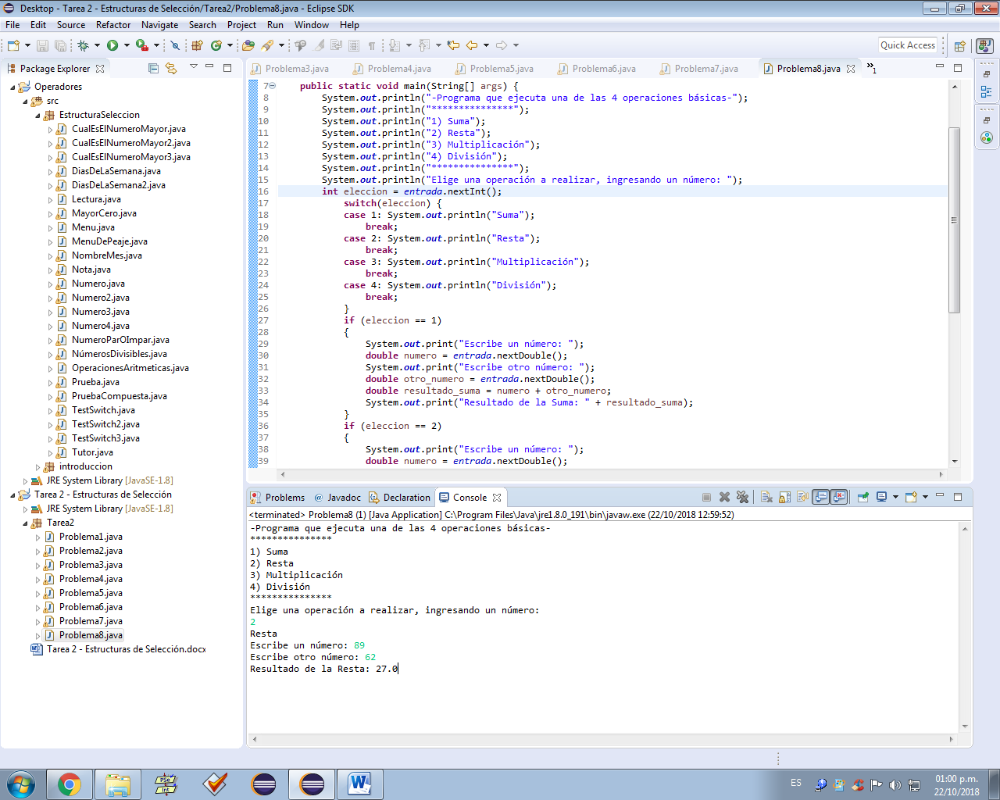 Desktop - Tarea 2 - Estructuras de Selección/Tarea2/Problema8.java - Eclipse SDK
File Edit Source Refactor Navigate Search Project Run Window Help
Quick Access
Package Explorer
Operadores
src
EstructuraSeleccion
CualEsElNumeroMayor.java
CualEsElNumeroMayor2.java
CualEsElNumeroMayor3.java
DiasDeLaSemana.java
DiasDeLaSemana2.java
Lectura.java
MayorCero.java
Menu.java
MenuDePeaje.java
NombreMes.java
Nota.java
Numero.java
Numero2.java
Numero3.java
Numero4.java
NumeroParOImpar.java
NúmerosDivisibles.java
OperacionesAritmeticas.java
Prueba.java
PruebaCompuesta.java
TestSwitch.java
TestSwitch2.java
TestSwitch3.java
Tutor.java
introduccion
JRE System Library [JavaSE-1.8]
Tarea 2 - Estructuras de Selección
JRE System Library [JavaSE-1.8]
Tarea2
Problema1.java
Problema2.java
Problema3.java
Problema4.java
Problema5.java
Problema6.java
Problema7.java
Problema8.java
Tarea 2 - Estructuras de Selección.docx
Problema3.java Problema4.java Problema5.java Problema6.java Problema7.java Problema8.java »1
7 public static void main(String[] args) {
8 System.out.println("-Programa que ejecuta una de las 4 operaciones básicas-");
9 System.out.println("***************");
10 System.out.println("1) Suma");
11 System.out.println("2) Resta");
12 System.out.println("3) Multiplicación");
13 System.out.println("4) División");
14 System.out.println("***************");
15 System.out.println("Elige una operación a realizar, ingresando un número: ");
16 int eleccion = entrada.nextInt();
17 switch(eleccion) {
18 case 1: System.out.println("Suma");
19 break;
20 case 2: System.out.println("Resta");
21 break;
22 case 3: System.out.println("Multiplicación");
23 break;
24 case 4: System.out.println("División");
25 break;
26 }
27 if (eleccion == 1)
28 {
29 System.out.print("Escribe un número: ");
30 double numero = entrada.nextDouble();
31 System.out.print("Escribe otro número: ");
32 double otro_numero = entrada.nextDouble();
33 double resultado_suma = numero + otro_numero;
34 System.out.print("Resultado de la Suma: " + resultado_suma);
35 }
36 if (eleccion == 2)
37 {
38 System.out.print("Escribe un número: ");
39 double numero = entrada.nextDouble();
Problems Javadoc Declaration Console
<terminated> Problema8 (1) [Java Application] C:\Program Files\Java\jre1.8.0_191\bin\javaw.exe (22/10/2018 12:59:52)
-Programa que ejecuta una de las 4 operaciones básicas-
***************
1) Suma
2) Resta
3) Multiplicación
4) División
***************
Elige una operación a realizar, ingresando un número:
2
Resta
Escribe un número: 89
Escribe otro número: 62
Resultado de la Resta: 27.0
PSe
Int
ES
01:00 p.m.
22/10/2018